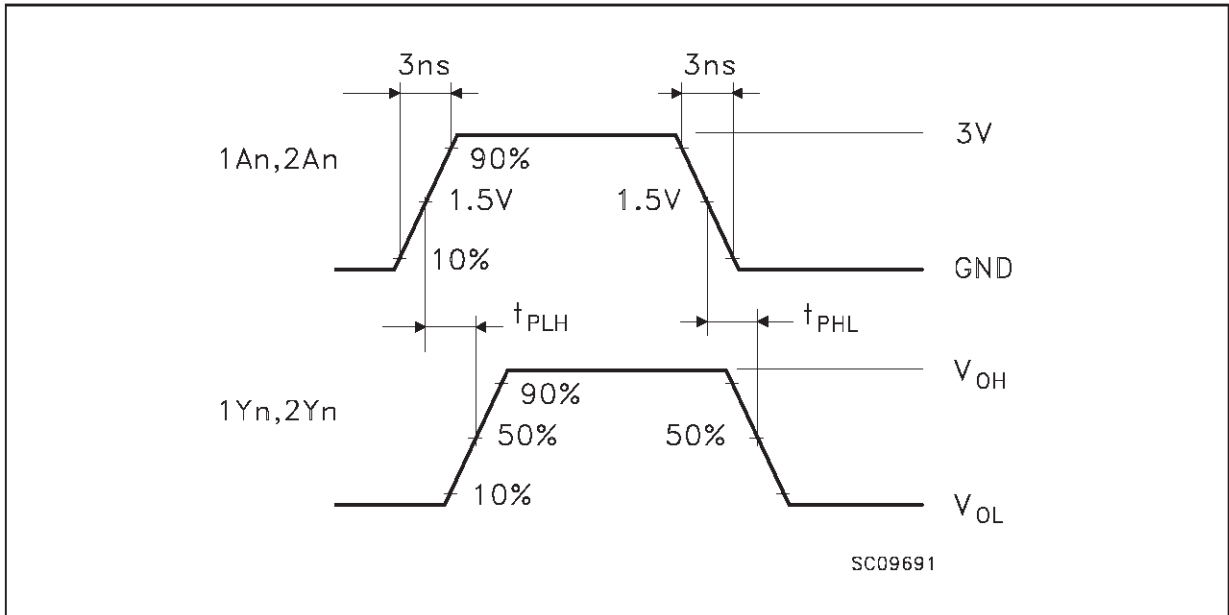 3ns 3ns
3V
1An,2An 90%
1.5V 1.5V
10% GND
tPLH tPHL
VOH
1Yn,2Yn 90%
50% 50%
10% VOL
SC09691